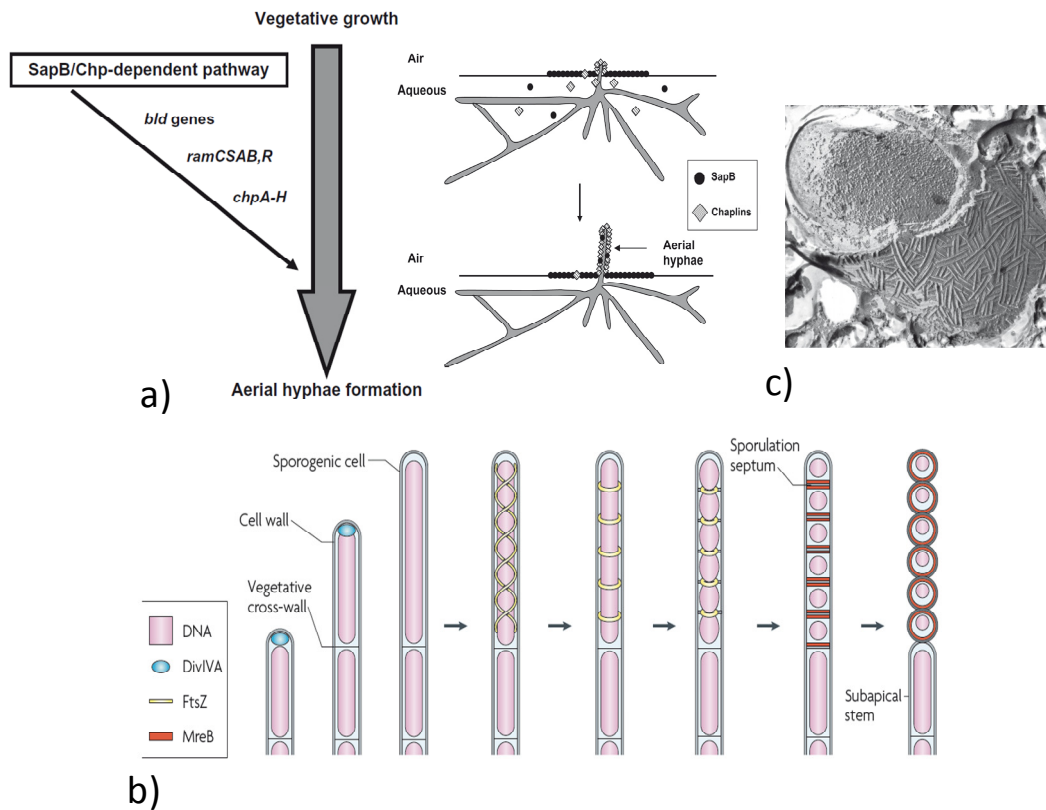 Vegetative growth
SapB/Chp-dependent pathway
bld genes
ramCSAB,R
chpA-H
Aerial hyphae formation
a)
Air
Aqueous
SapB
Chaplins
Air
Aqueous
Aerial
hyphae
c)
Sporogenic cell
Cell wall
Vegetative
cross-wall
Sporulation
septum
Subapical
stem
DNA
DivIVA
FtsZ
MreB
b)